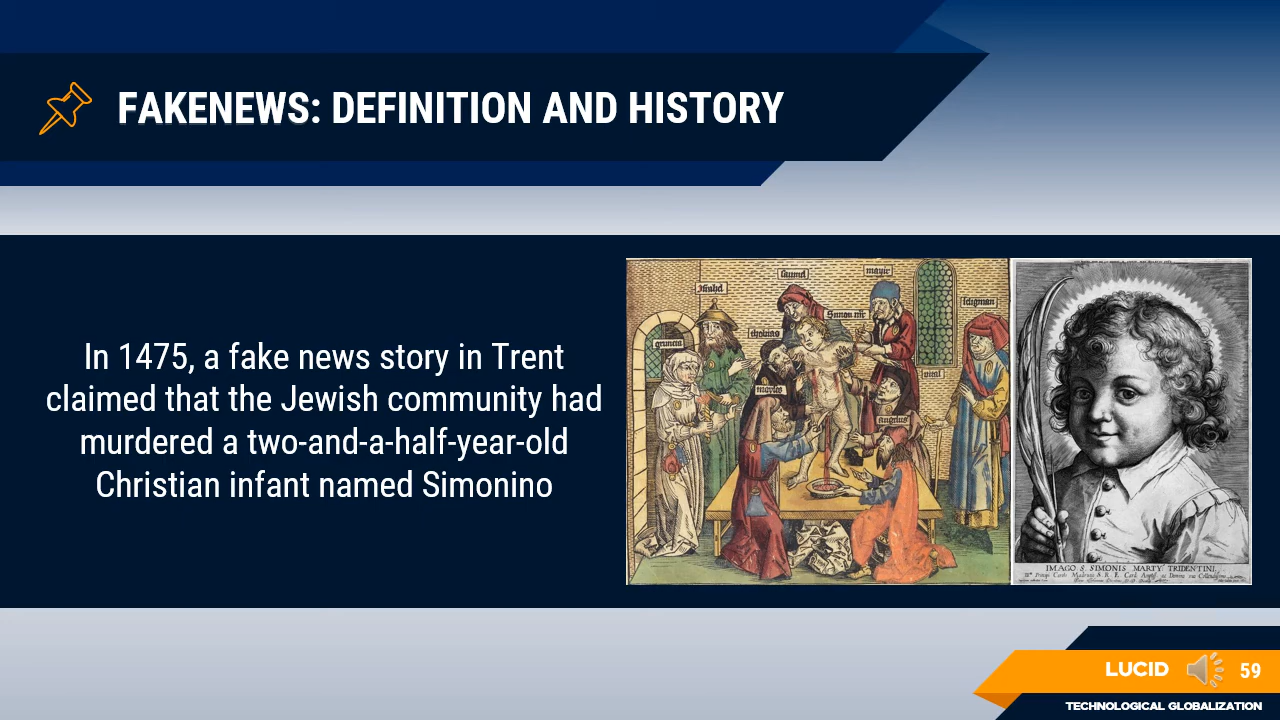 FAKENEWS: DEFINITION AND HISTORY
In 1475, a fake news story in Trent
claimed that the Jewish community had
murdered a two-and-a-half-year-old
Christian infant named Simonino
IMAGO. S. SIMONIS MARTY: TRIDENTINI.
LUCID
59
TECHNOLOGICAL GLOBALIZATION